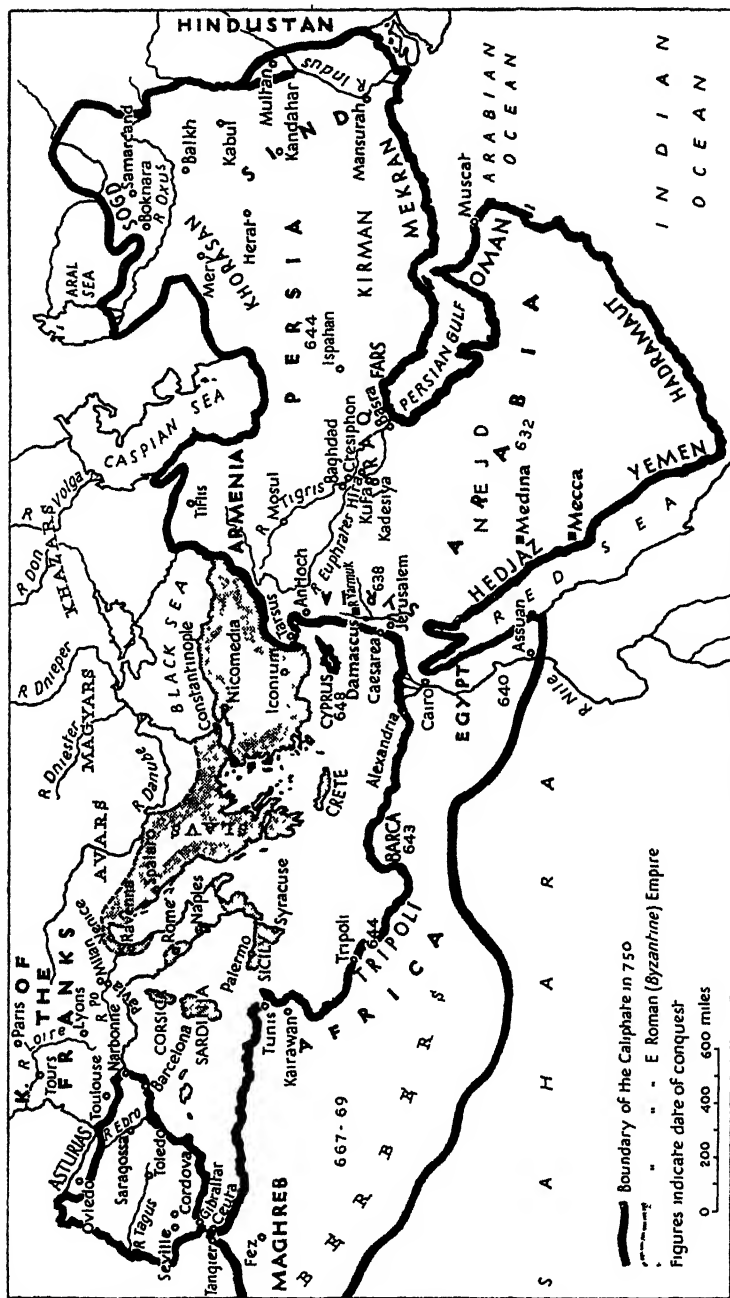 K. OF
THE
FRANKS
Paris
R Loire
Tours
Lyons
Toulouse
Narbonne
R Po
Milan
Venice
Pavia
Ravenna
Spalato
AVARS
MAGYARS
KHAZARS
R Dniester
R Dnieper
R Don
R Volga
R Danube
BLACK SEA
CASPIAN SEA
ARAL
SEA
SOGD
Samarcand
Boknara
R Oxus
HINDUSTAN
ASTURIAS
Oviedo
R Ebro
Saragossa
Barcelona
Toledo
R Tagus
Cordova
Seville
Gibraltar
Ceuta
Tangier
Fez
MAGHREB
CORSICA
SARDINIA
Rome
Naples
Palermo
SICILY
Syracuse
Tunis
Kairawan
Tripoli
644
TRIPOLI
AFRICA
BERBERS
667-69
SAHARA
Constantinople
Nicomedia
Iconium
Tarsus
Antioch
CRETE
CYPRUS
648
Damascus
R Yarmuk
638
Caesarea
Jerusalem
Alexandria
BARCA
643
Cairo
EGYPT
640
Assuan
R Nile
RED SEA
HEDJAZ
Medina
632
Mecca
NEJD
ARABIA
YEMEN
HADRAMAUT
OMAN
Muscat
ARABIAN
OCEAN
INDIAN
OCEAN
Tiflis
ARMENIA
Mosul
R Tigris
R Euphrates
Baghdad
Ctesiphon
Hira
Kufa
Kadesiya
IRAQ
Basra
FARS
PERSIAN GULF
PERSIA
644
Ispahan
KHORASAN
Merv
Herat
Balkh
Kabul
Kandahar
Multan
R Indus
SIND
Mansurah
KIRMAN
MEKRAN
Boundary of the Caliphate in 750
" " " E Roman (Byzantine) Empire
Figures indicate date of conquest
0 200 400 600 miles